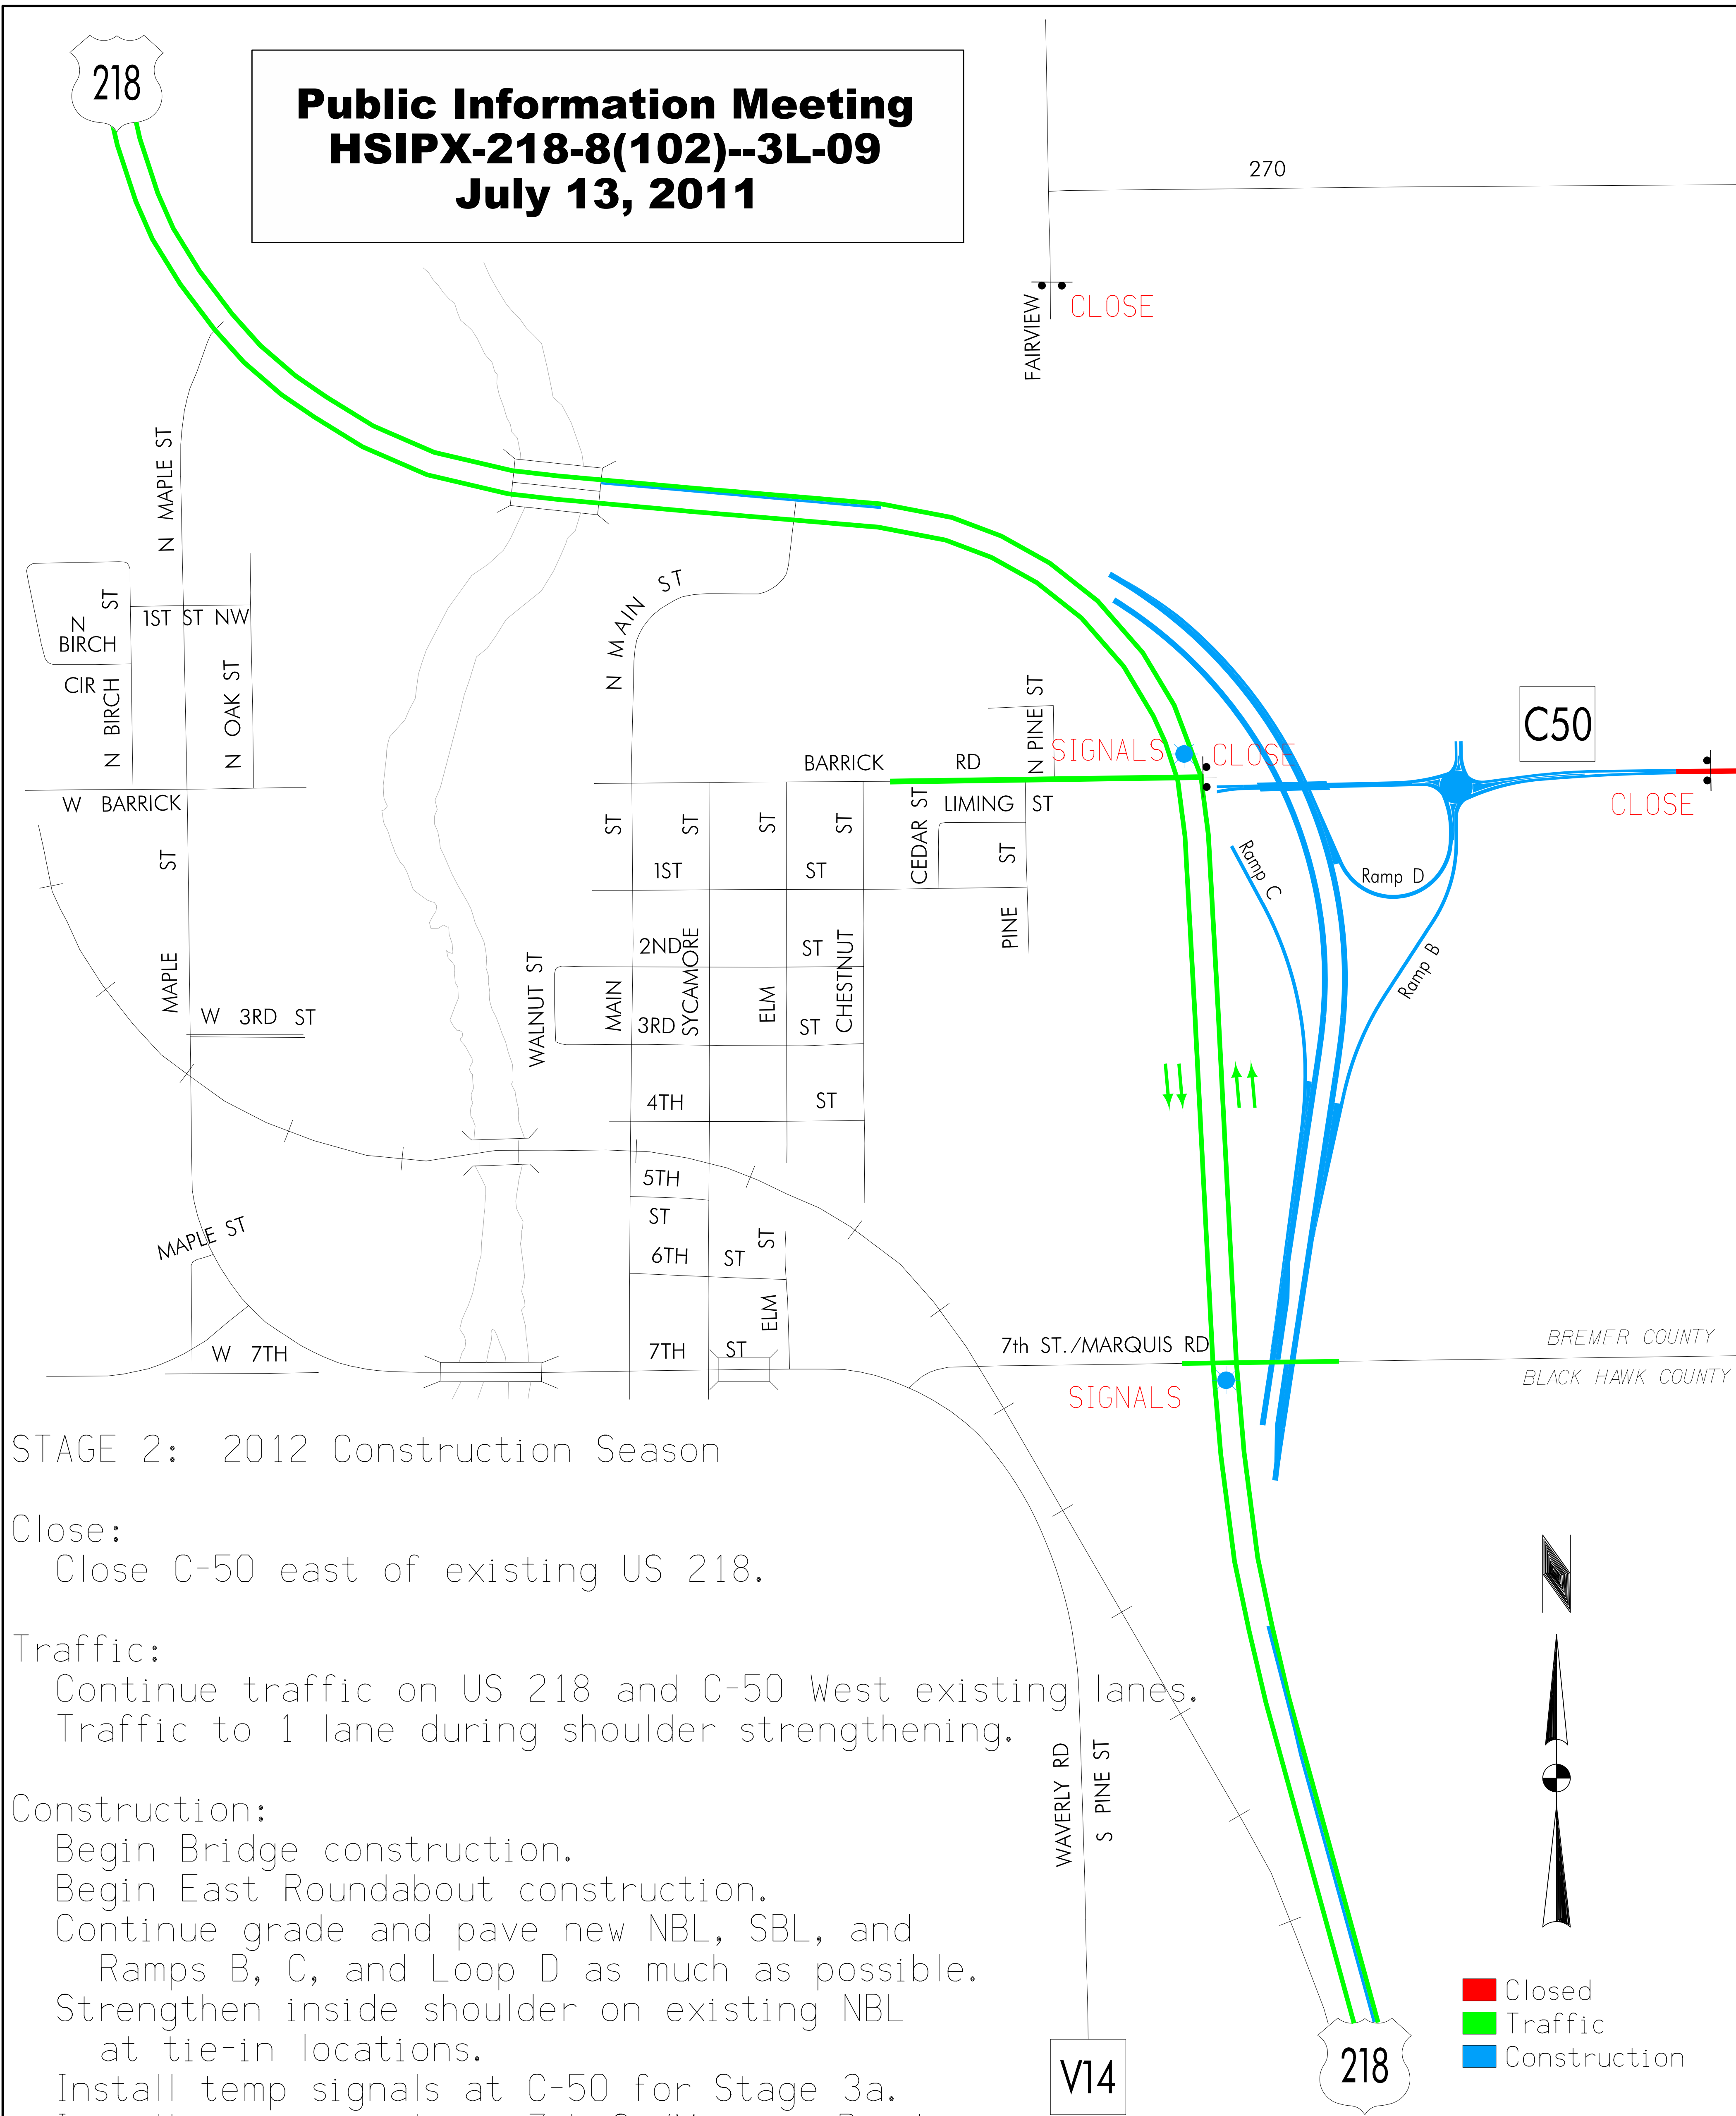 218
Public Information Meeting
HSIPX-218-8(102)--3L-09
July 13, 2011
270
FAIRVIEW
CLOSE
N MAPLE ST
N BIRCH CIR
N BIRCH ST
1ST ST NW
N OAK ST
W BARRICK
N MAIN ST
BARRICK RD
N PINE ST
SIGNALS
CLOSE
C50
CLOSE
LIMING ST
CEDAR ST
PINE ST
MAPLE ST
MAIN ST
SYCAMORE ST
ELM ST
CHESTNUT ST
1ST ST
2ND ST
3RD ST
4TH ST
5TH ST
6TH ST
7TH ST
ELM ST
WALNUT ST
W 3RD ST
MAPLE ST
W 7TH
Ramp C
Ramp D
Ramp B
7th ST./MARQUIS RD
SIGNALS
BREMER COUNTY
BLACK HAWK COUNTY
STAGE 2: 2012 Construction Season
Close:
Close C-50 east of existing US 218.
Traffic:
Continue traffic on US 218 and C-50 West existing lanes.
Traffic to 1 lane during shoulder strengthening.
Construction:
Begin Bridge construction.
Begin East Roundabout construction.
Continue grade and pave new NBL, SBL, and
Ramps B, C, and Loop D as much as possible.
Strengthen inside shoulder on existing NBL
at tie-in locations.
Install temp signals at C-50 for Stage 3a.
WAVERLY RD
S PINE ST
V14
218
N
Closed
Traffic
Construction